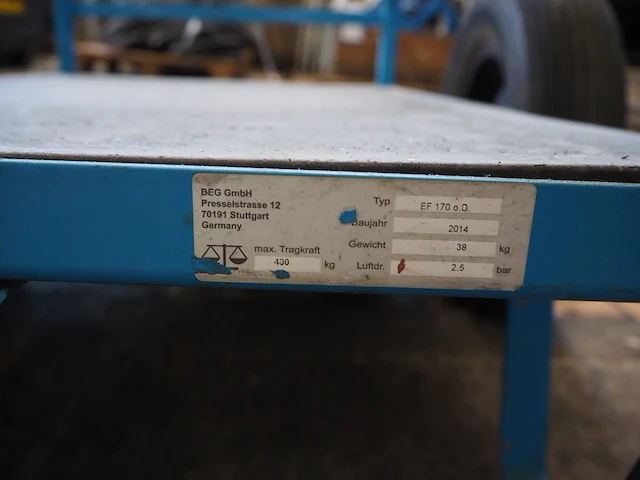 BEG GmbH
Presselstrasse 12
70191 Stuttgart
Germany
max. Tragkraft
400 kg
Typ EF 170 o.D.
Baujahr 2014
Gewicht 38 kg
Luftdr. 2,5 bar